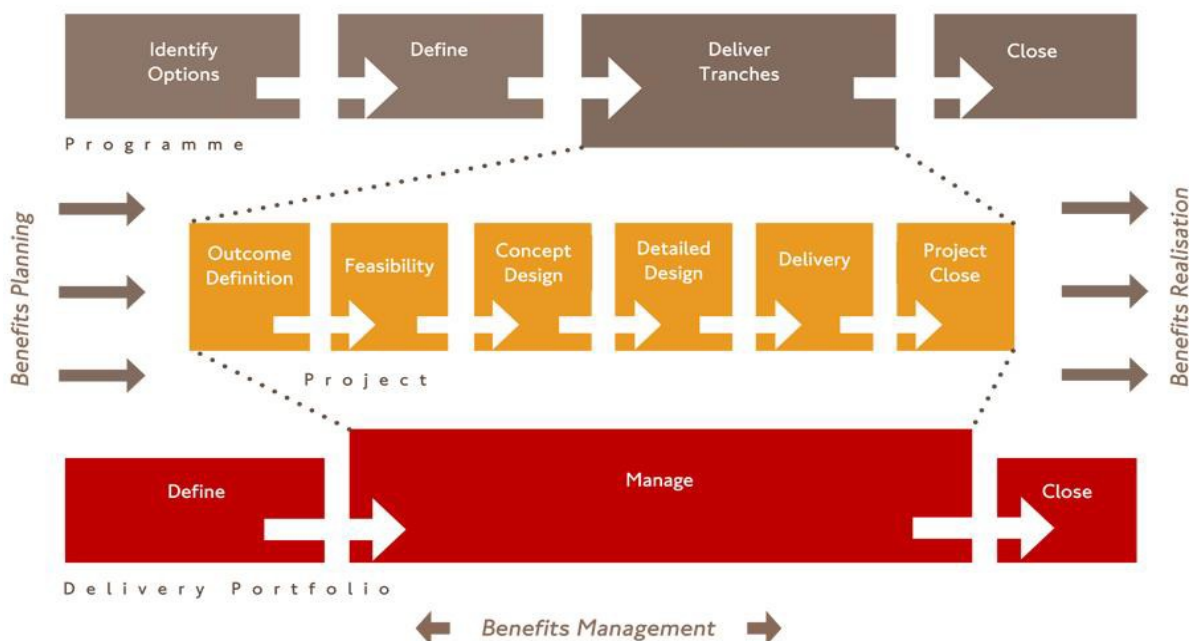 Identify
Options
Define
Deliver
Tranches
Close
Programme
Benefits Planning
Benefits Realisation
Outcome
Definition
Feasibility
Concept
Design
Detailed
Design
Delivery
Project
Close
Project
Define
Manage
Close
Delivery Portfolio
Benefits Management